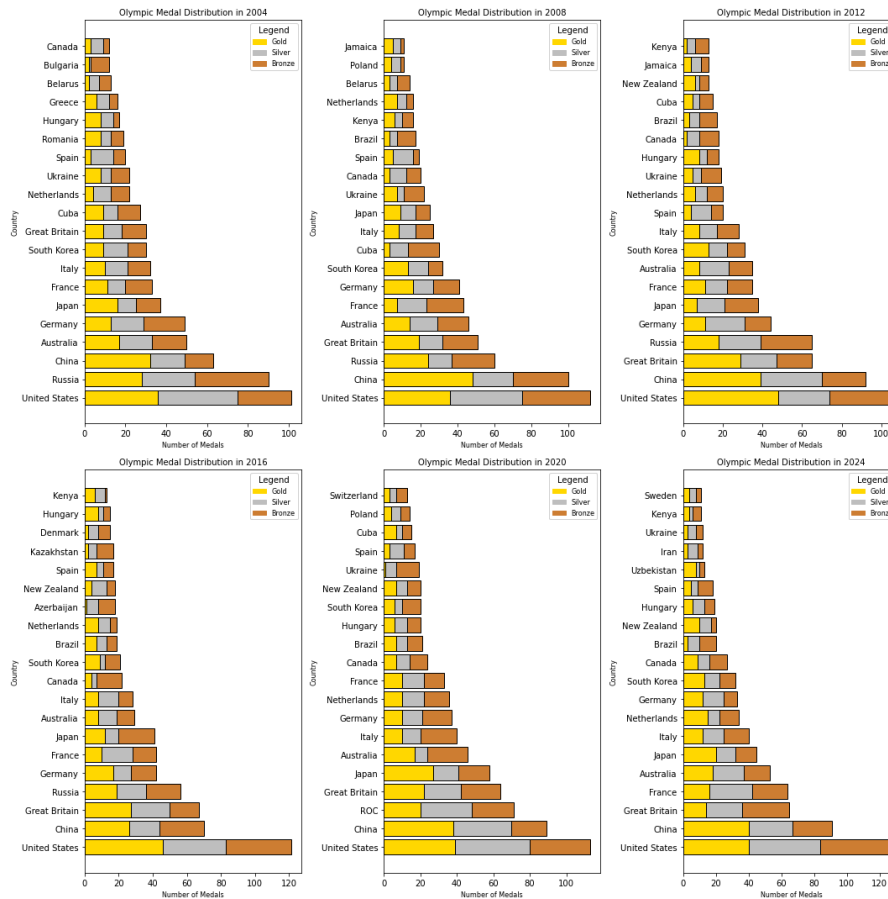 Olympic Medal Distribution in 2004
Legend
Gold
Silver
Bronze
Canada
Bulgaria
Belarus
Greece
Hungary
Romania
Spain
Ukraine
Netherlands
Cuba
Great Britain
South Korea
Italy
France
Japan
Germany
Australia
China
Russia
United States
Country
0 20 40 60 80 100
Number of Medals
Olympic Medal Distribution in 2008
Legend
Gold
Silver
Bronze
Jamaica
Poland
Belarus
Netherlands
Kenya
Brazil
Spain
Canada
Ukraine
Japan
Italy
Cuba
South Korea
Germany
France
Australia
Great Britain
Russia
China
United States
Country
0 20 40 60 80 100
Number of Medals
Olympic Medal Distribution in 2012
Legend
Gold
Silver
Bronze
Kenya
Jamaica
New Zealand
Cuba
Brazil
Canada
Hungary
Ukraine
Netherlands
Spain
Italy
South Korea
Australia
France
Japan
Germany
Russia
Great Britain
China
United States
Country
0 20 40 60 80 100
Number of Medals
Olympic Medal Distribution in 2016
Legend
Gold
Silver
Bronze
Kenya
Hungary
Denmark
Kazakhstan
Spain
New Zealand
Azerbaijan
Netherlands
Brazil
South Korea
Canada
Italy
Australia
Japan
France
Germany
Russia
Great Britain
China
United States
Country
0 20 40 60 80 100 120
Number of Medals
Olympic Medal Distribution in 2020
Legend
Gold
Silver
Bronze
Switzerland
Poland
Cuba
Spain
Ukraine
New Zealand
South Korea
Hungary
Brazil
Canada
France
Netherlands
Germany
Italy
Australia
Japan
Great Britain
ROC
China
United States
Country
0 20 40 60 80 100
Number of Medals
Olympic Medal Distribution in 2024
Legend
Gold
Silver
Bronze
Sweden
Kenya
Ukraine
Iran
Uzbekistan
Spain
Hungary
New Zealand
Brazil
Canada
South Korea
Germany
Netherlands
Italy
Japan
Australia
France
Great Britain
China
United States
Country
0 20 40 60 80 100 120
Number of Medals